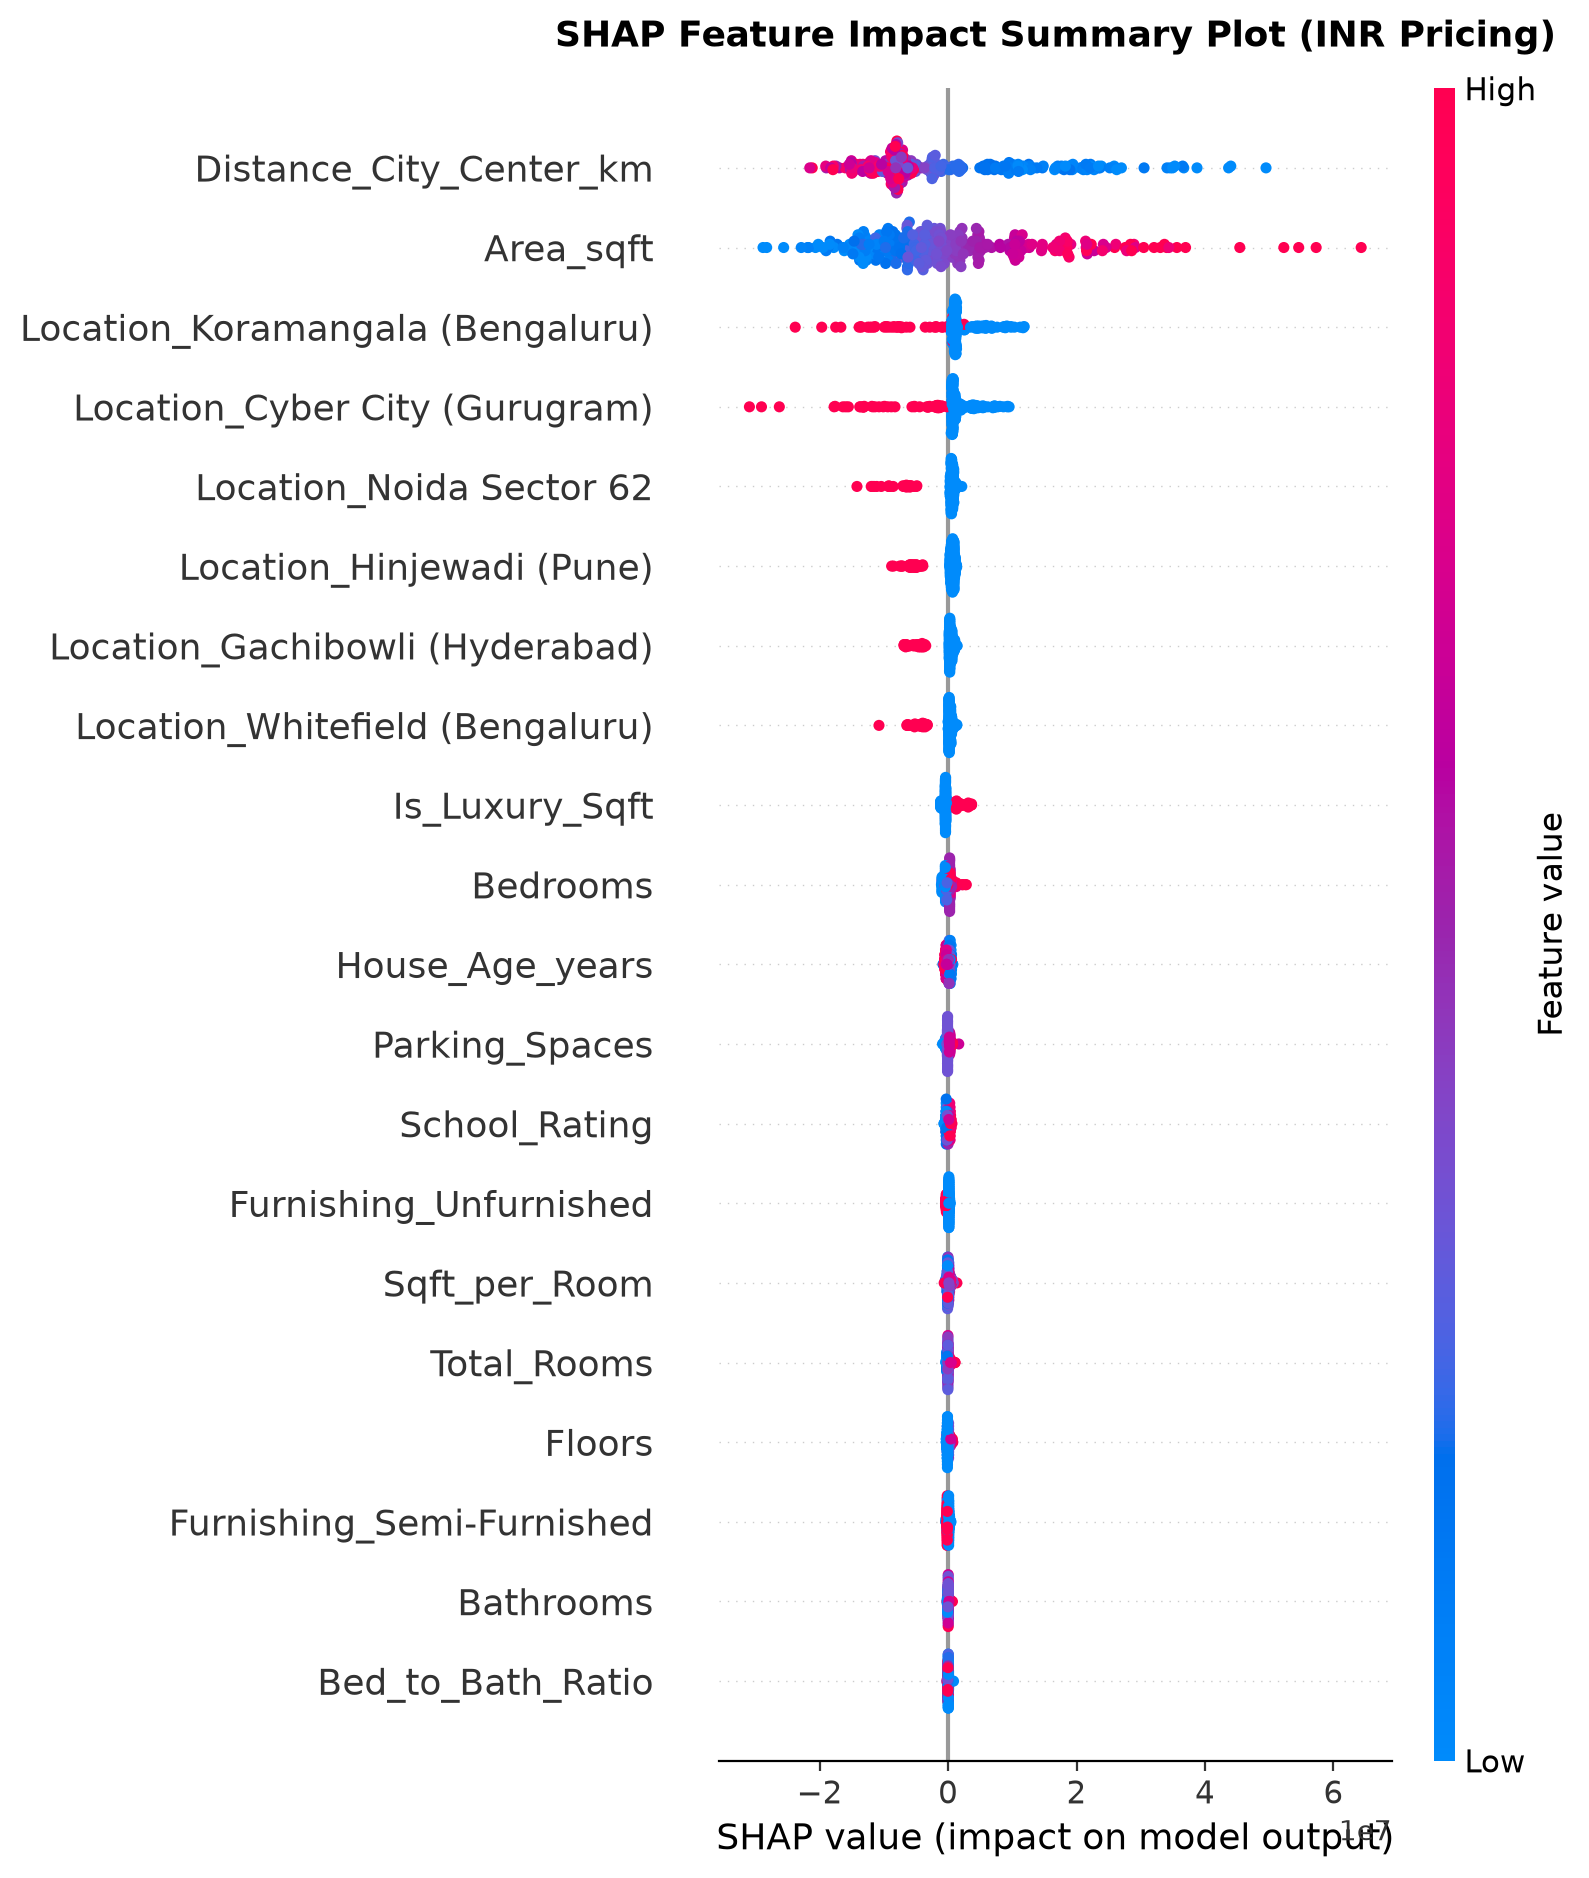 SHAP Feature Impact Summary Plot (INR Pricing)
High
Distance_City_Center_km
Area_sqft
Location_Koramangala (Bengaluru)
Location_Cyber City (Gurugram)
Location_Noida Sector 62
Location_Hinjewadi (Pune)
Location_Gachibowli (Hyderabad)
Location_Whitefield (Bengaluru)
Is_Luxury_Sqft
Bedrooms
House_Age_years
Parking_Spaces
School_Rating
Furnishing_Unfurnished
Sqft_per_Room
Total_Rooms
Floors
Furnishing_Semi-Furnished
Bathrooms
Bed_to_Bath_Ratio
Feature value
Low
−2 0 2 4 6
1e7
SHAP value (impact on model output)